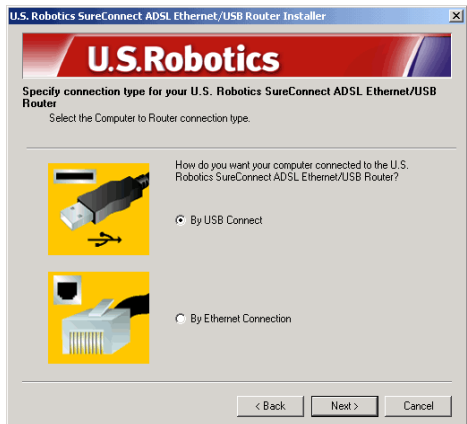 U.S. Robotics SureConnect ADSL Ethernet/USB Router Installer
U.S.Robotics
Specify connection type for your U.S. Robotics SureConnect ADSL Ethernet/USB
Router
Select the Computer to Router connection type.
How do you want your computer connected to the U.S.
Robotics SureConnect ADSL Ethernet/USB Router?
By USB Connect
By Ethernet Connection
< Back
Next >
Cancel